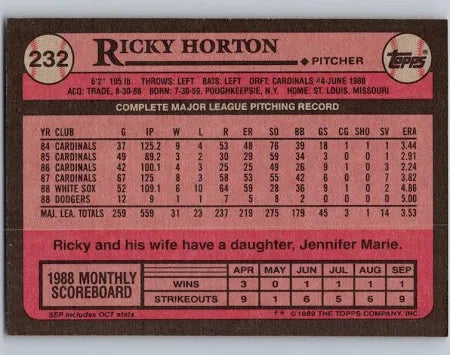 232 RICKY HORTON PITCHER TOPPS
6'2" 195 lb. THROWS: LEFT BATS: LEFT DRFT: CARDINALS #4-JUNE 1980
ACQ: TRADE, 8-30-88 BORN: 7-30-59, POUGHKEEPSIE, N.Y. HOME: ST. LOUIS, MISSOURI
COMPLETE MAJOR LEAGUE PITCHING RECORD
YR CLUB G IP W L R ER SO BB GS CG SHO SV ERA
84 CARDINALS 37 125.2 9 4 53 48 76 39 18 1 1 1 3.44
85 CARDINALS 49 89.2 3 2 30 29 59 34 3 0 0 1 2.91
86 CARDINALS 42 100.1 4 3 25 25 49 26 9 1 0 3 2.24
87 CARDINALS 67 125 8 3 58 53 55 42 6 0 0 7 3.82
88 WHITE SOX 52 109.1 6 10 64 59 28 36 9 1 0 2 4.86
88 DODGERS 12 9 1 1 7 5 8 2 0 0 0 0 5.00
MAJ. LEA. TOTALS 259 559 31 23 237 219 275 179 45 3 1 14 3.53
Ricky and his wife have a daughter, Jennifer Marie.
1988 MONTHLY SCOREBOARD
APR MAY JUN JUL AUG SEP
WINS 3 0 1 1 1 1
STRIKEOUTS 9 1 6 5 6 9
SEP includes OCT stats F* ©1989 THE TOPPS COMPANY, INC.